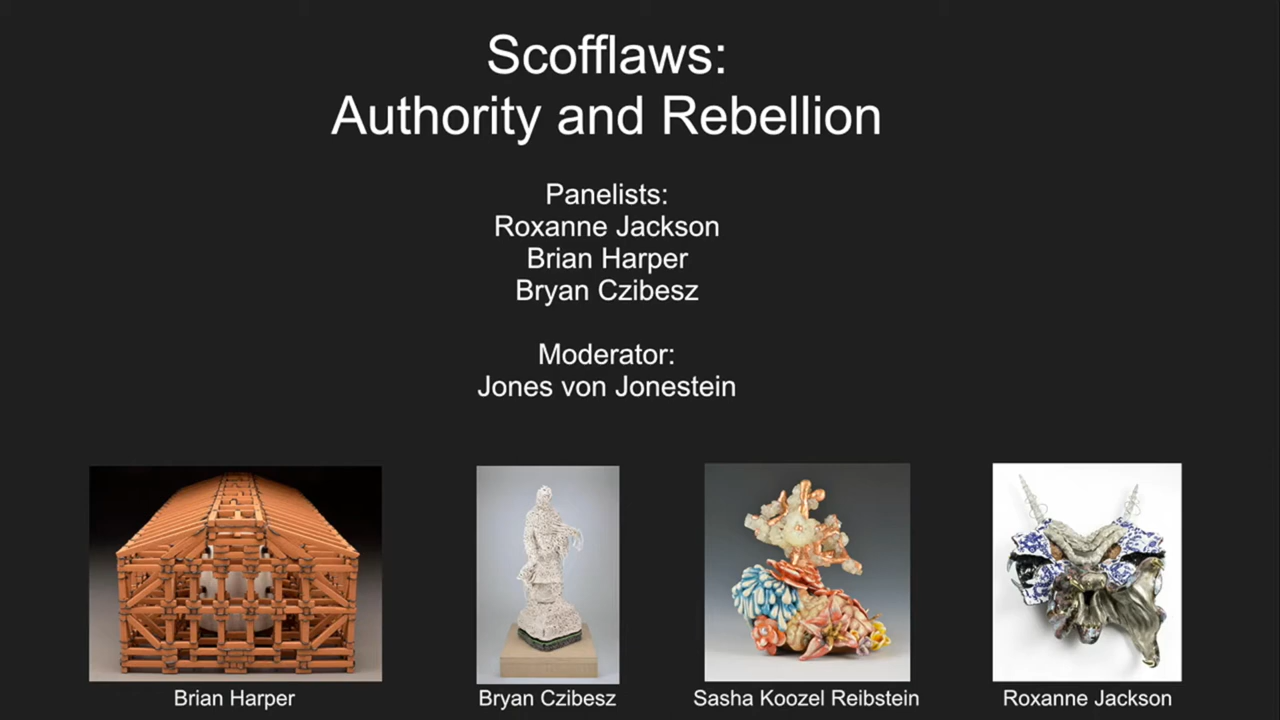 Scofflaws:
Authority and Rebellion
Panelists:
Roxanne Jackson
Brian Harper
Bryan Czibesz
Moderator:
Jones von Jonestein
Brian Harper
Bryan Czibesz
Sasha Koozel Reibstein
Roxanne Jackson